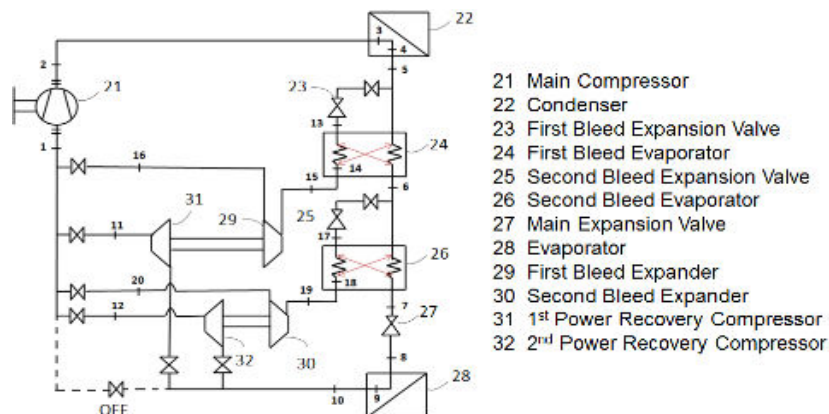 3
22
4
2
5
21
23
13
24
1
16
14
15
6
31
29
25
11
17
26
20
18
19
12
7
27
32
30
8
10
9
28
OFF
21 Main Compressor
22 Condenser
23 First Bleed Expansion Valve
24 First Bleed Evaporator
25 Second Bleed Expansion Valve
26 Second Bleed Evaporator
27 Main Expansion Valve
28 Evaporator
29 First Bleed Expander
30 Second Bleed Expander
31 1st Power Recovery Compressor
32 2nd Power Recovery Compressor